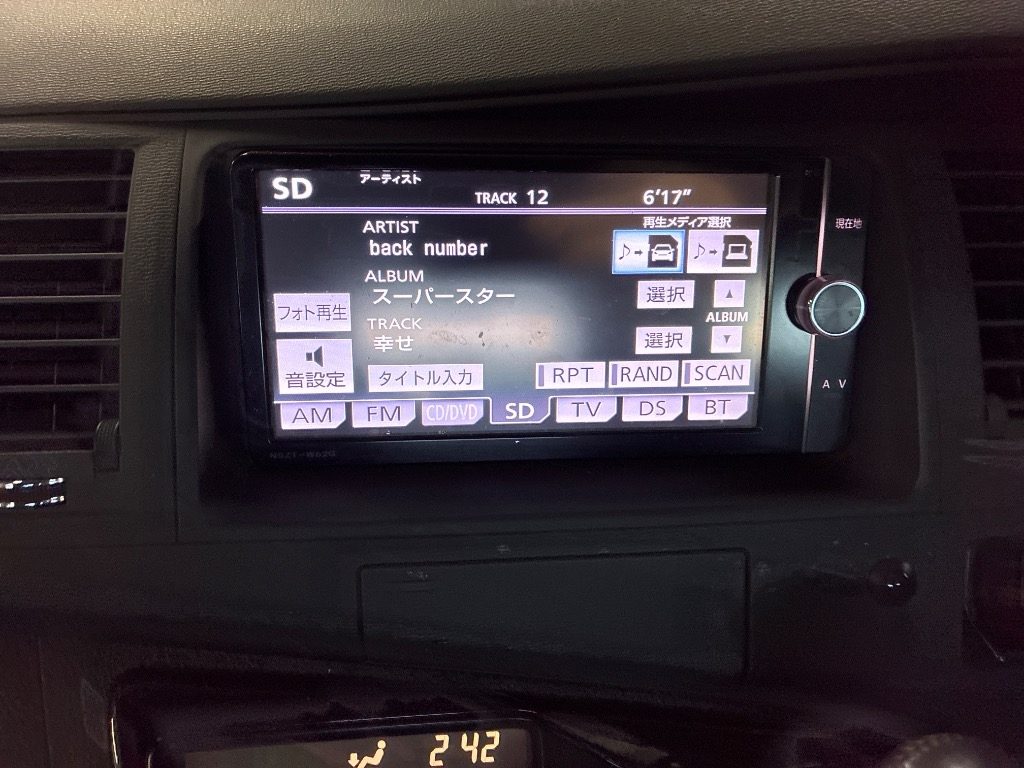 SD
アーティスト
TRACK 12
6'17"
ARTIST
back number
再生メディア選択
現在地
ALBUM
スーパースター
選択
フォト再生
ALBUM
TRACK
幸せ
選択
音設定
タイトル入力
RPT
RAND
SCAN
A V
AM
FM
CD/DVD
SD
TV
DS
BT
NSZT-W62G
242